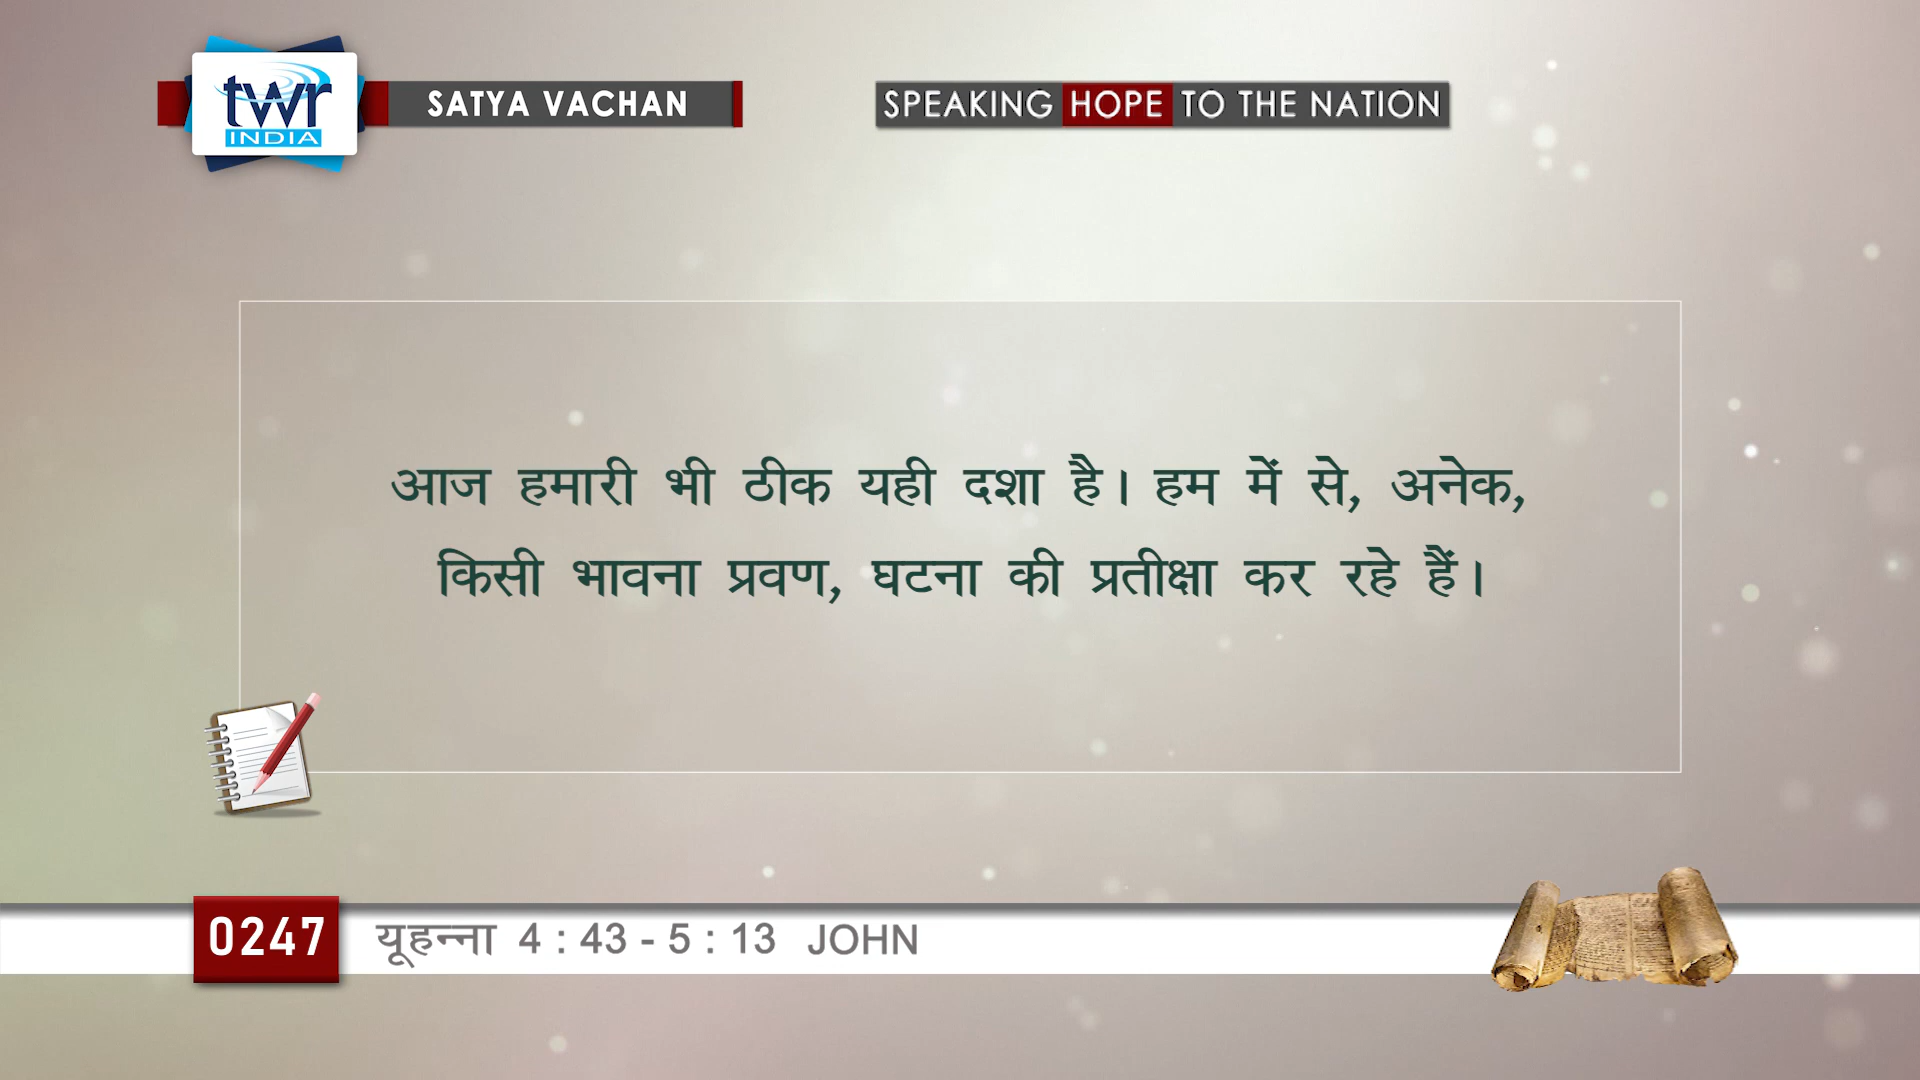 twr
INDIA
SATYA VACHAN
SPEAKING HOPE TO THE NATION
आज हमारी भी ठीक यही दशा है। हम में से, अनेक,
किसी भावना प्रवण, घटना की प्रतीक्षा कर रहे हैं।
0247
यूहन्ना 4 : 43 - 5 : 13 JOHN